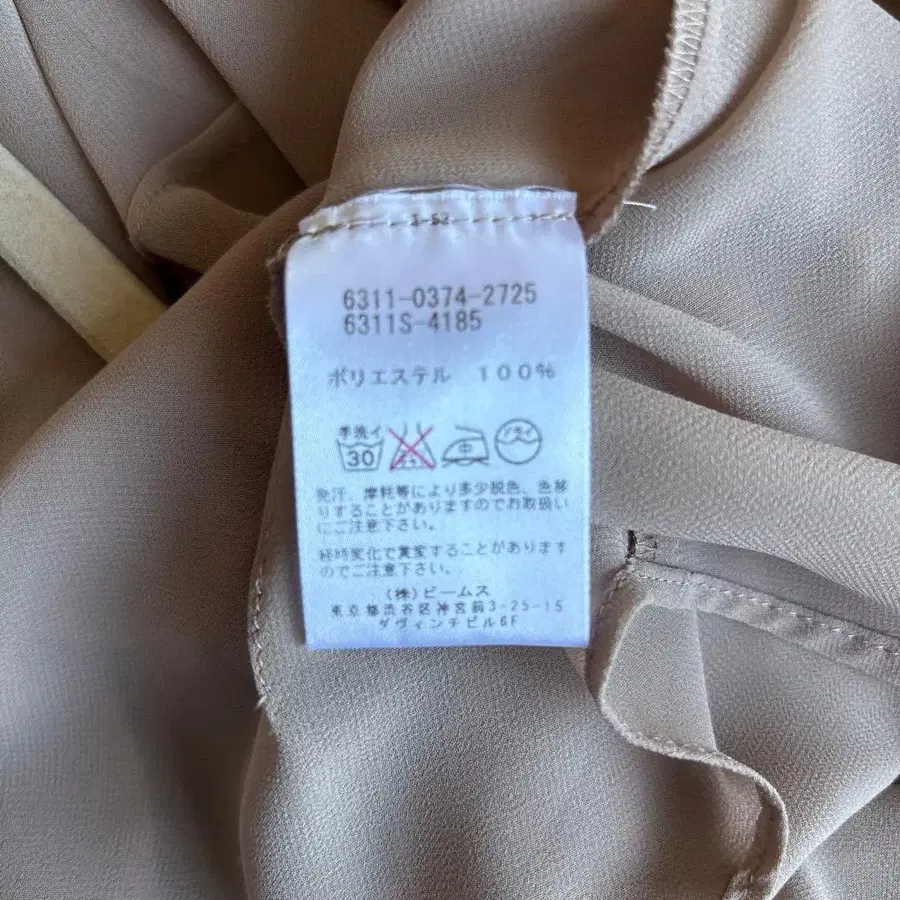 1-52
6311-0374-2725
6311S-4185
ポリエステル 100%
手洗イ ドライ
30 中
発汗、摩耗等により多少脱色、色移
りすることがありますのでお取扱い
にご注意下さい。
経時変化で黄変することがあります
のでご注意下さい。
(株)ビームス
東京都渋谷区神宮前3-25-15
ダヴィンチビル6F